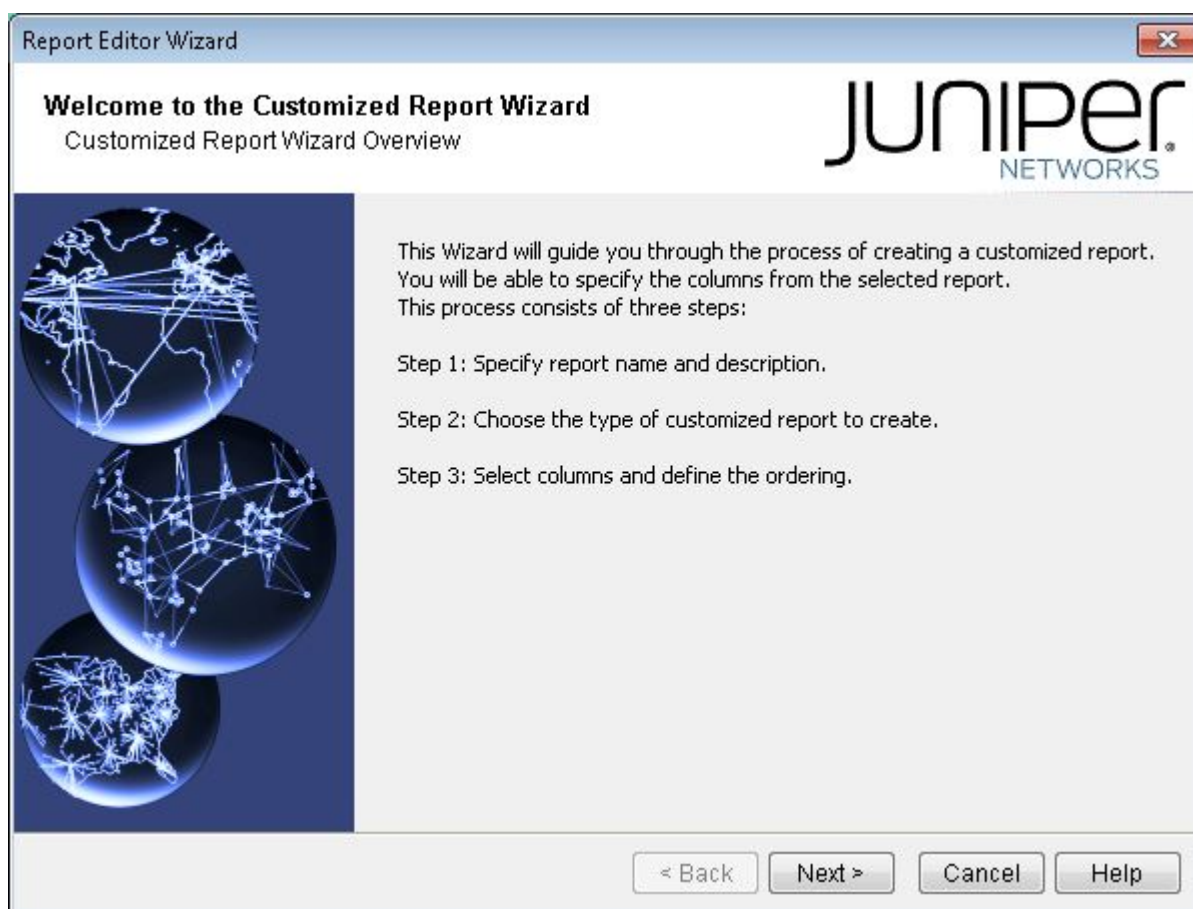 Report Editor Wizard
Welcome to the Customized Report Wizard
Customized Report Wizard Overview
JUNIPer
NETWORKS
This Wizard will guide you through the process of creating a customized report.
You will be able to specify the columns from the selected report.
This process consists of three steps:
Step 1: Specify report name and description.
Step 2: Choose the type of customized report to create.
Step 3: Select columns and define the ordering.
< Back
Next >
Cancel
Help